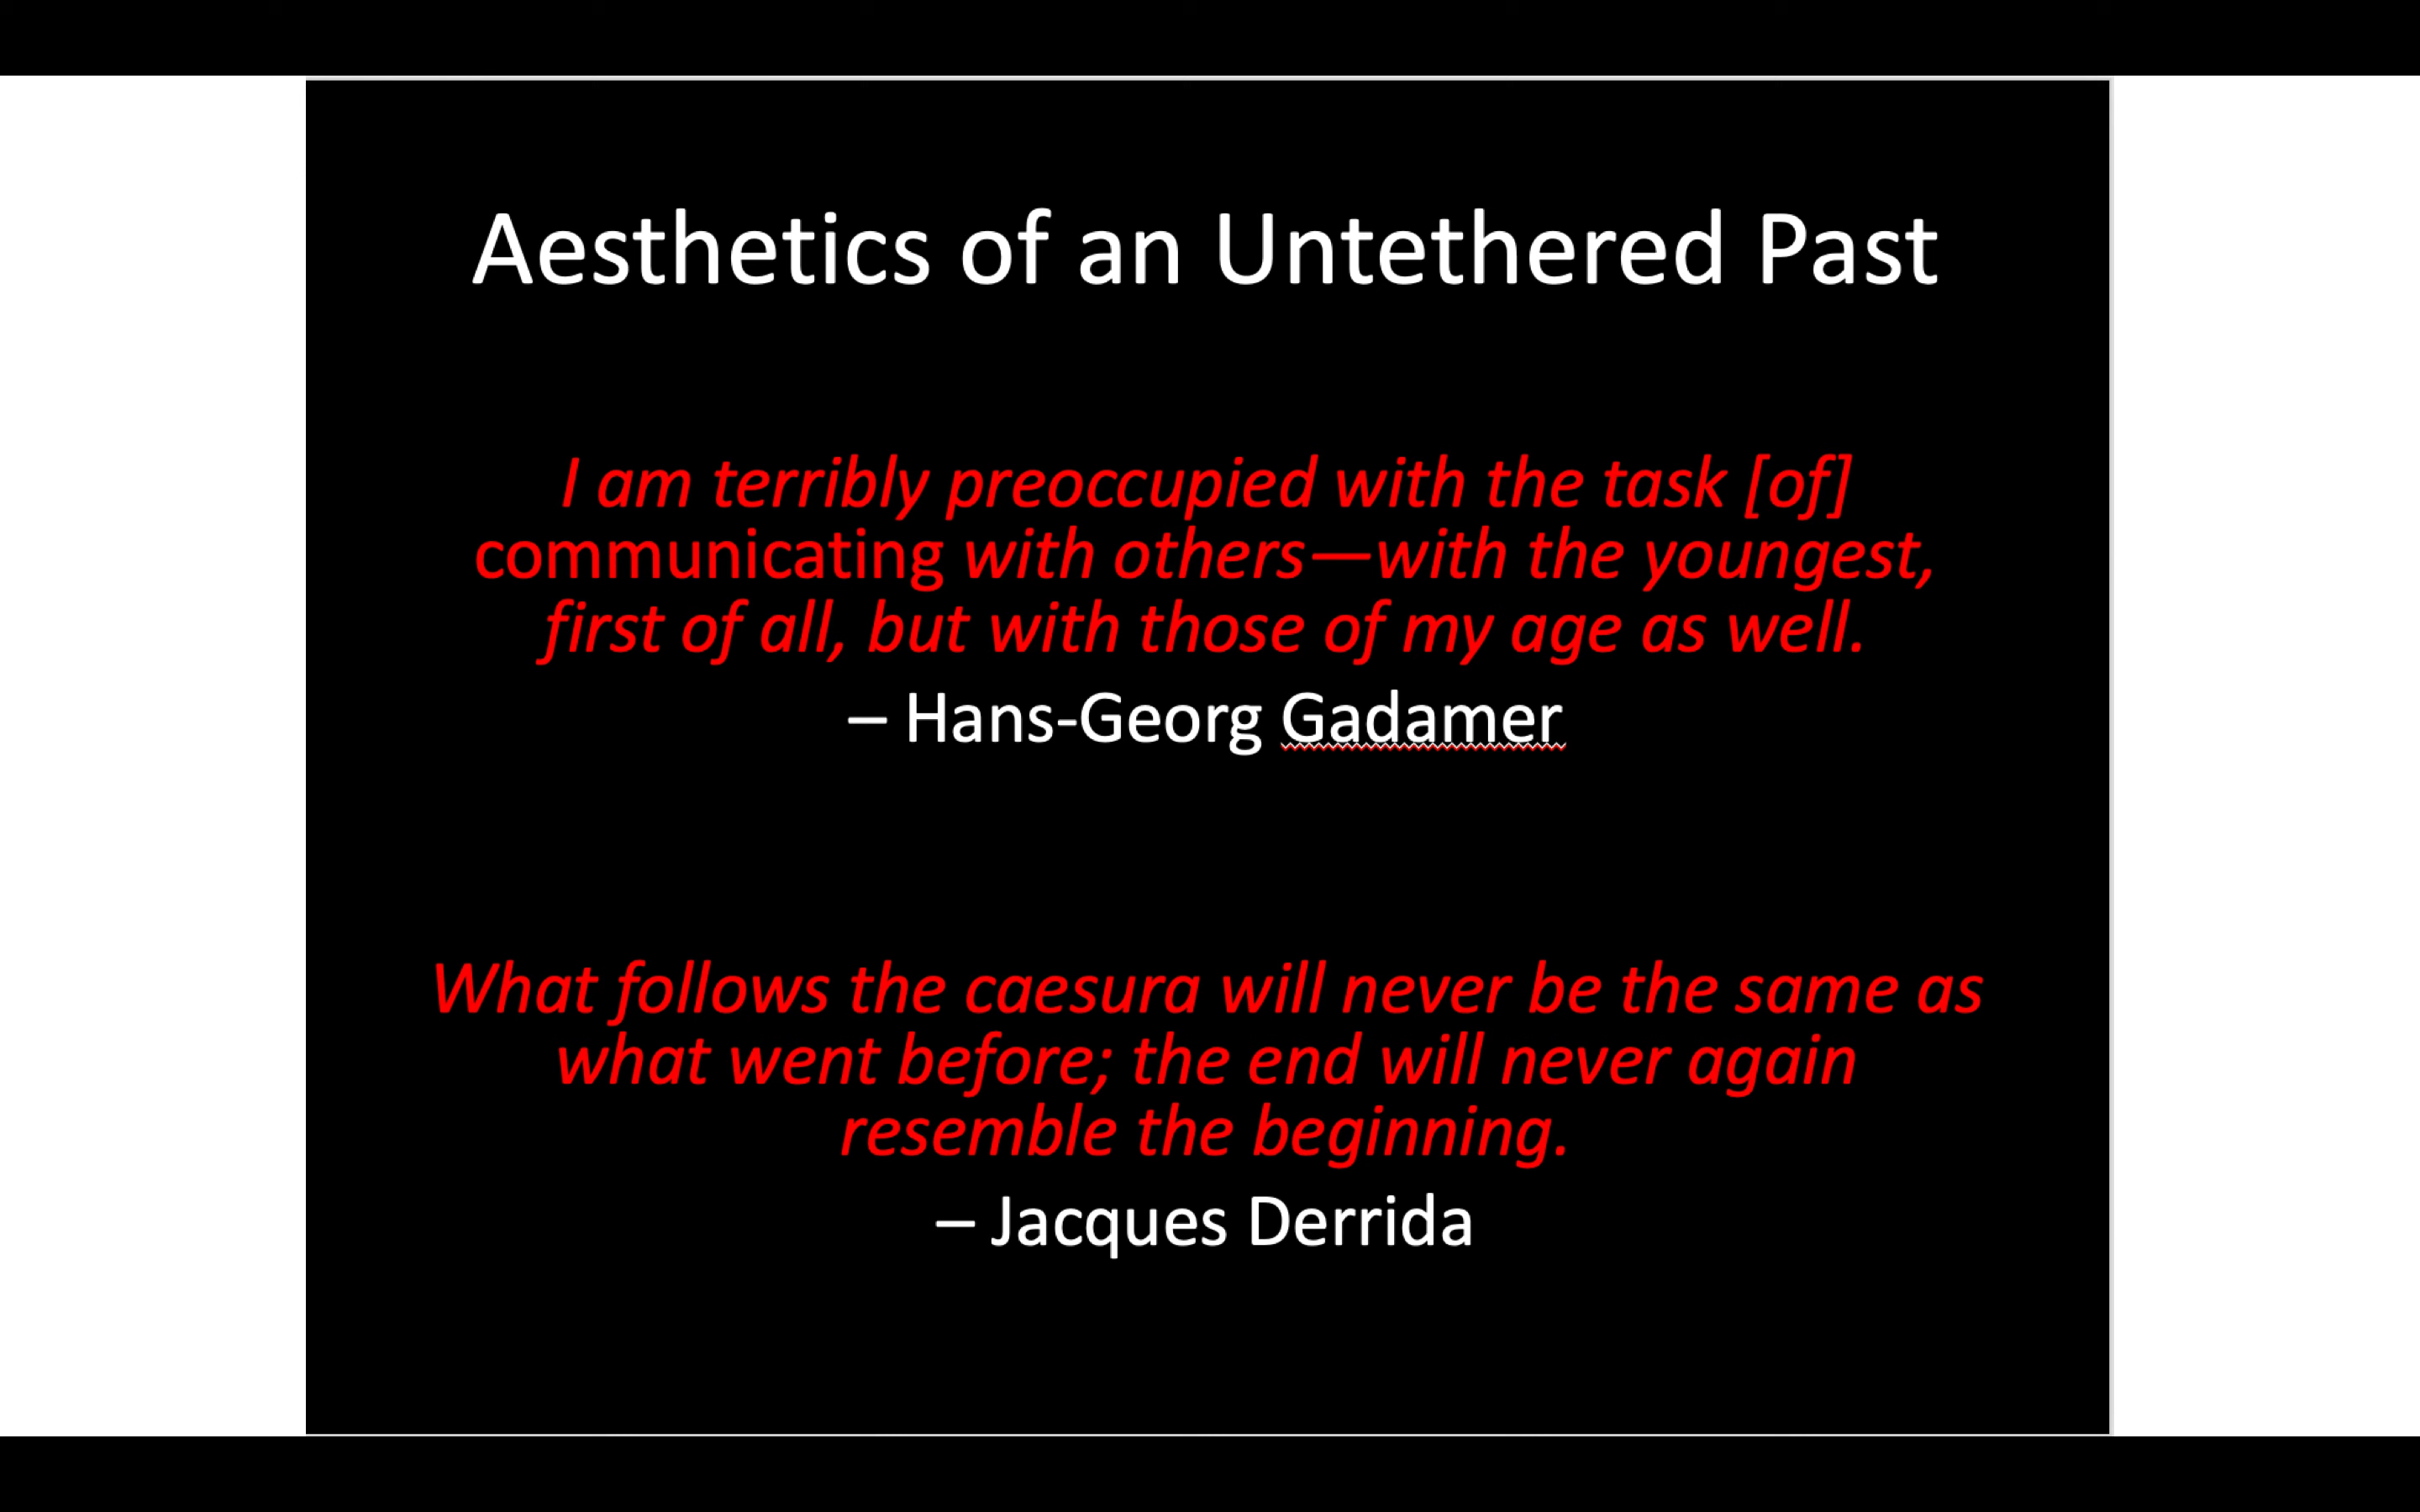 Aesthetics of an Untethered Past
I am terribly preoccupied with the task [of]
communicating with others—with the youngest,
first of all, but with those of my age as well.
– Hans-Georg Gadamer
What follows the caesura will never be the same as
what went before; the end will never again
resemble the beginning.
– Jacques Derrida